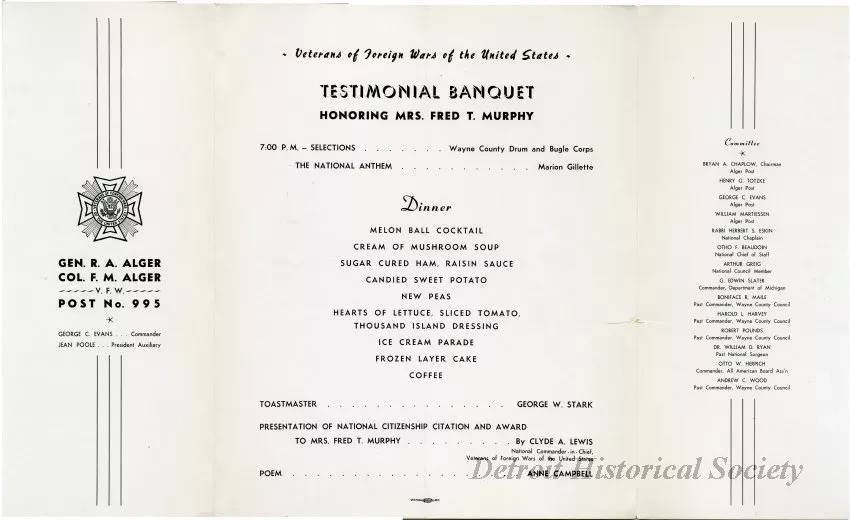 GEN. R. A. ALGER
COL. F. M. ALGER
V. F. W.
POST No. 995
GEORGE C. EVANS . . . Commander
JEAN POOLE . . . President Auxiliary
- Veterans of Foreign Wars of the United States -
TESTIMONIAL BANQUET
HONORING MRS. FRED T. MURPHY
7:00 P. M. – SELECTIONS . . . . . . . Wayne County Drum and Bugle Corps
THE NATIONAL ANTHEM . . . . . . . . . . . Marion Gillette
Dinner
MELON BALL COCKTAIL
CREAM OF MUSHROOM SOUP
SUGAR CURED HAM, RAISIN SAUCE
CANDIED SWEET POTATO
NEW PEAS
HEARTS OF LETTUCE, SLICED TOMATO,
THOUSAND ISLAND DRESSING
ICE CREAM PARADE
FROZEN LAYER CAKE
COFFEE
TOASTMASTER . . . . . . . . . . . . . . . GEORGE W. STARK
PRESENTATION OF NATIONAL CITIZENSHIP CITATION AND AWARD
TO MRS. FRED T. MURPHY . . . . . . . . . By CLYDE A. LEWIS
National Commander-in-Chief,
Veterans of Foreign Wars of the United States
POEM . . . . . . . . . . . . . . . . . . ANNE CAMPBELL
Committee
BRYAN A. CHAPLOW, Chairman
Alger Post
HENRY G. TOTZKE
Alger Post
GEORGE C. EVANS
Alger Post
WILLIAM MARTIESSEN
Alger Post
RABBI HERBERT S. ESKIN
National Chaplain
OTHO F. BEAUDOIN
National Chief of Staff
ARTHUR GREIG
National Council Member
G. EDWIN SLATER
Commander, Department of Michigan
BONIFACE R. MAILE
Past Commander, Wayne County Council
HAROLD L. HARVEY
Past Commander, Wayne County Council
ROBERT POUNDS
Past Commander, Wayne County Council
DR. WILLIAM D. RYAN
Past National Surgeon
OTTO W. HERPICH
Commander, All American Board Ass'n
ANDREW C. WOOD
Past Commander, Wayne County Council
Detroit Historical Society